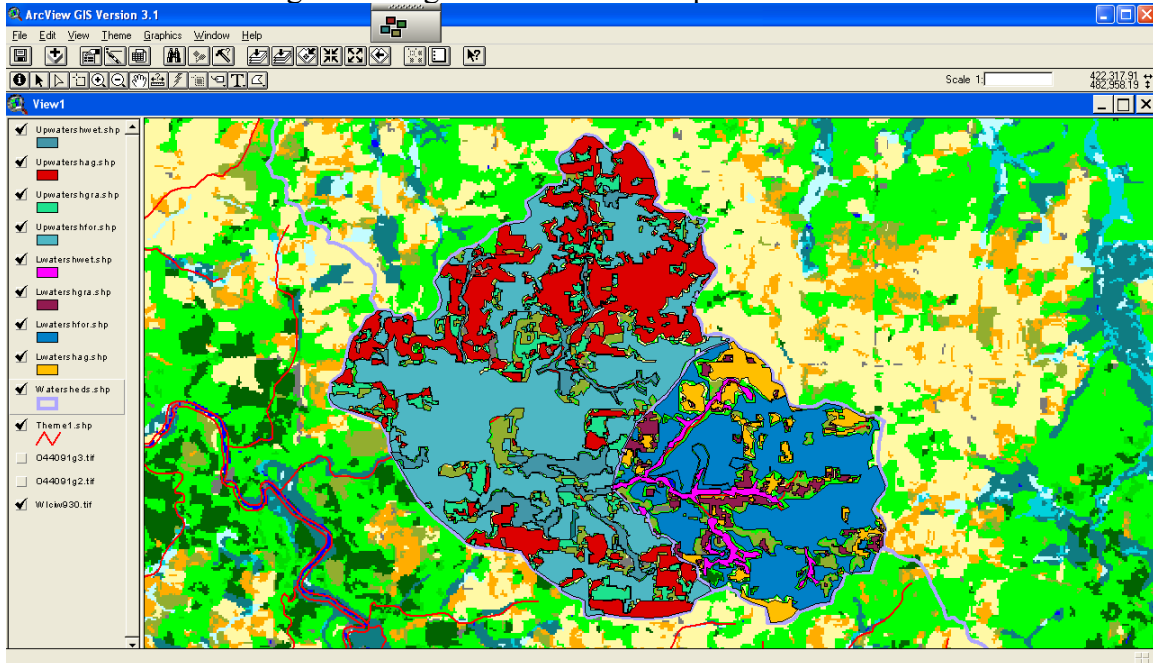 ArcView GIS Version 3.1
File Edit View Theme Graphics Window Help
Scale 1:
422,317.91
482,958.19
View1
Upwatershwet.shp
Upwatershag.shp
Upwatershgra.shp
Upwatershfor.shp
Lwatershwet.shp
Lwatershgra.shp
Lwatershfor.shp
Lwatershag.shp
Watersheds.shp
Theme1.shp
O44091g3.tif
O44091g2.tif
Wlciw930.tif